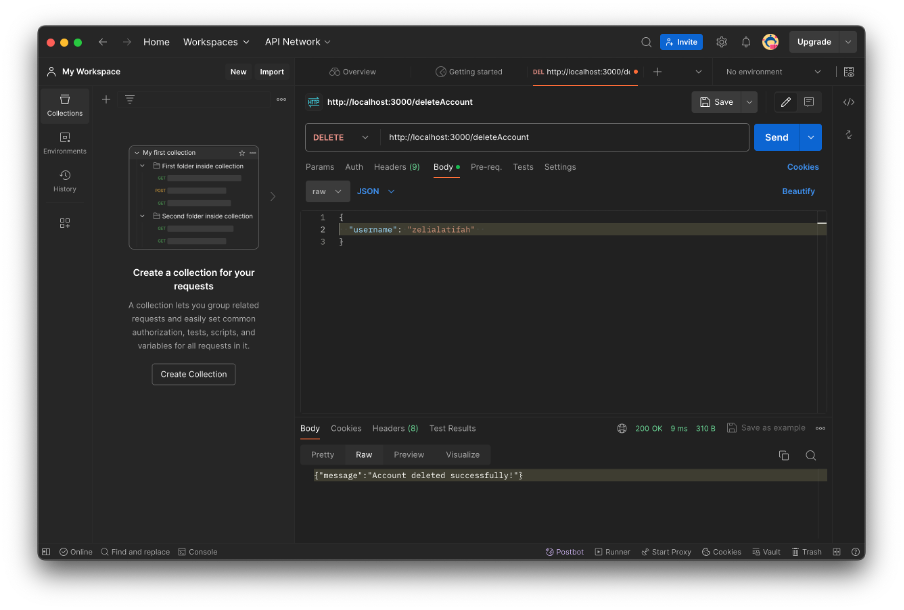 Home Workspaces API Network Invite Upgrade
My Workspace New Import Overview Getting started DEL http://localhost:3000/de No environment
Collections
Environments
History
My first collection
First folder inside collection
GET
POST
GET
Second folder inside collection
GET
GET
Create a collection for your
requests
A collection lets you group related
requests and easily set common
authorization, tests, scripts, and
variables for all requests in it.
Create Collection
HTTP http://localhost:3000/deleteAccount Save
DELETE http://localhost:3000/deleteAccount Send
Params Auth Headers (9) Body Pre-req. Tests Settings Cookies
raw JSON Beautify
1 {
2 "username": "zelialatifah"
3 }
Body Cookies Headers (8) Test Results 200 OK 9 ms 310 B Save as example
Pretty Raw Preview Visualize
{"message":"Account deleted successfully!"}
Online Find and replace Console Postbot Runner Start Proxy Cookies Vault Trash